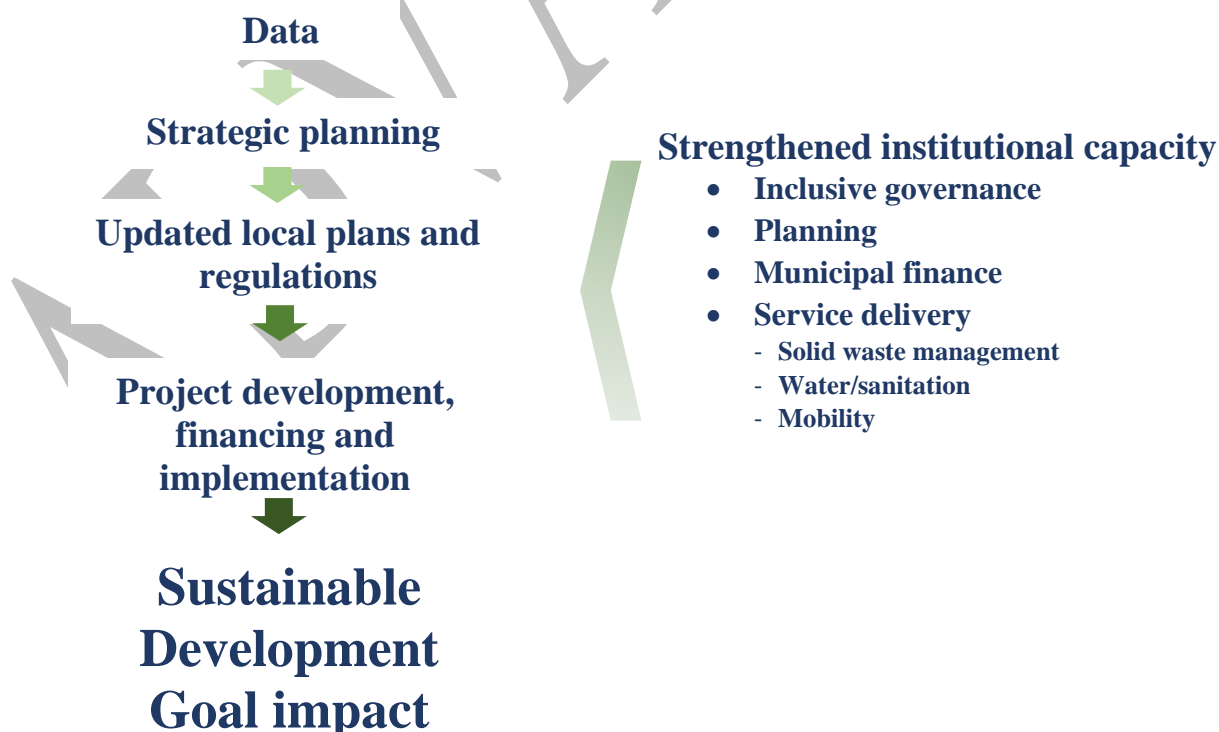 Data
Strategic planning
Updated local plans and
regulations
Project development,
financing and
implementation
Sustainable
Development
Goal impact
Strengthened institutional capacity
• Inclusive governance
• Planning
• Municipal finance
• Service delivery
- Solid waste management
- Water/sanitation
- Mobility